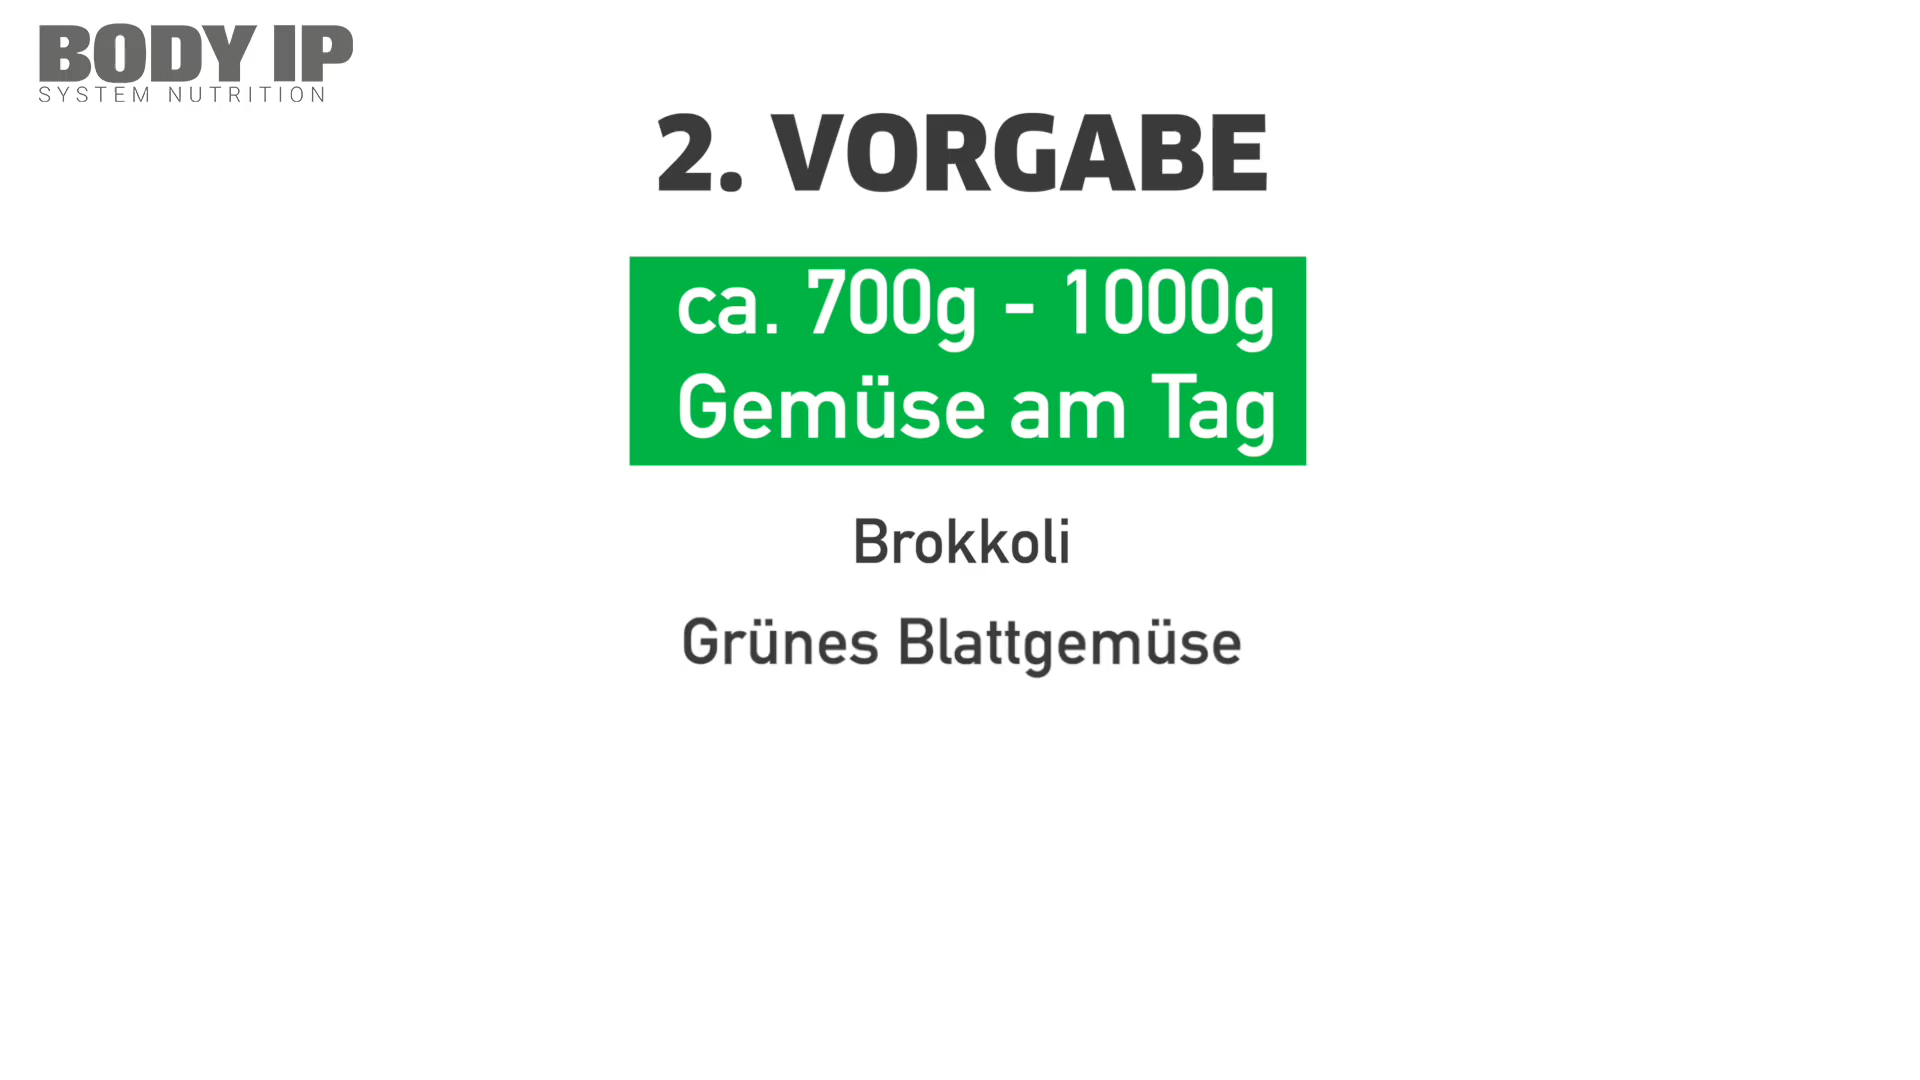 BODY IP
SYSTEM NUTRITION
2. VORGABE
ca. 700g - 1000g
Gemüse am Tag
Brokkoli
Grünes Blattgemüse